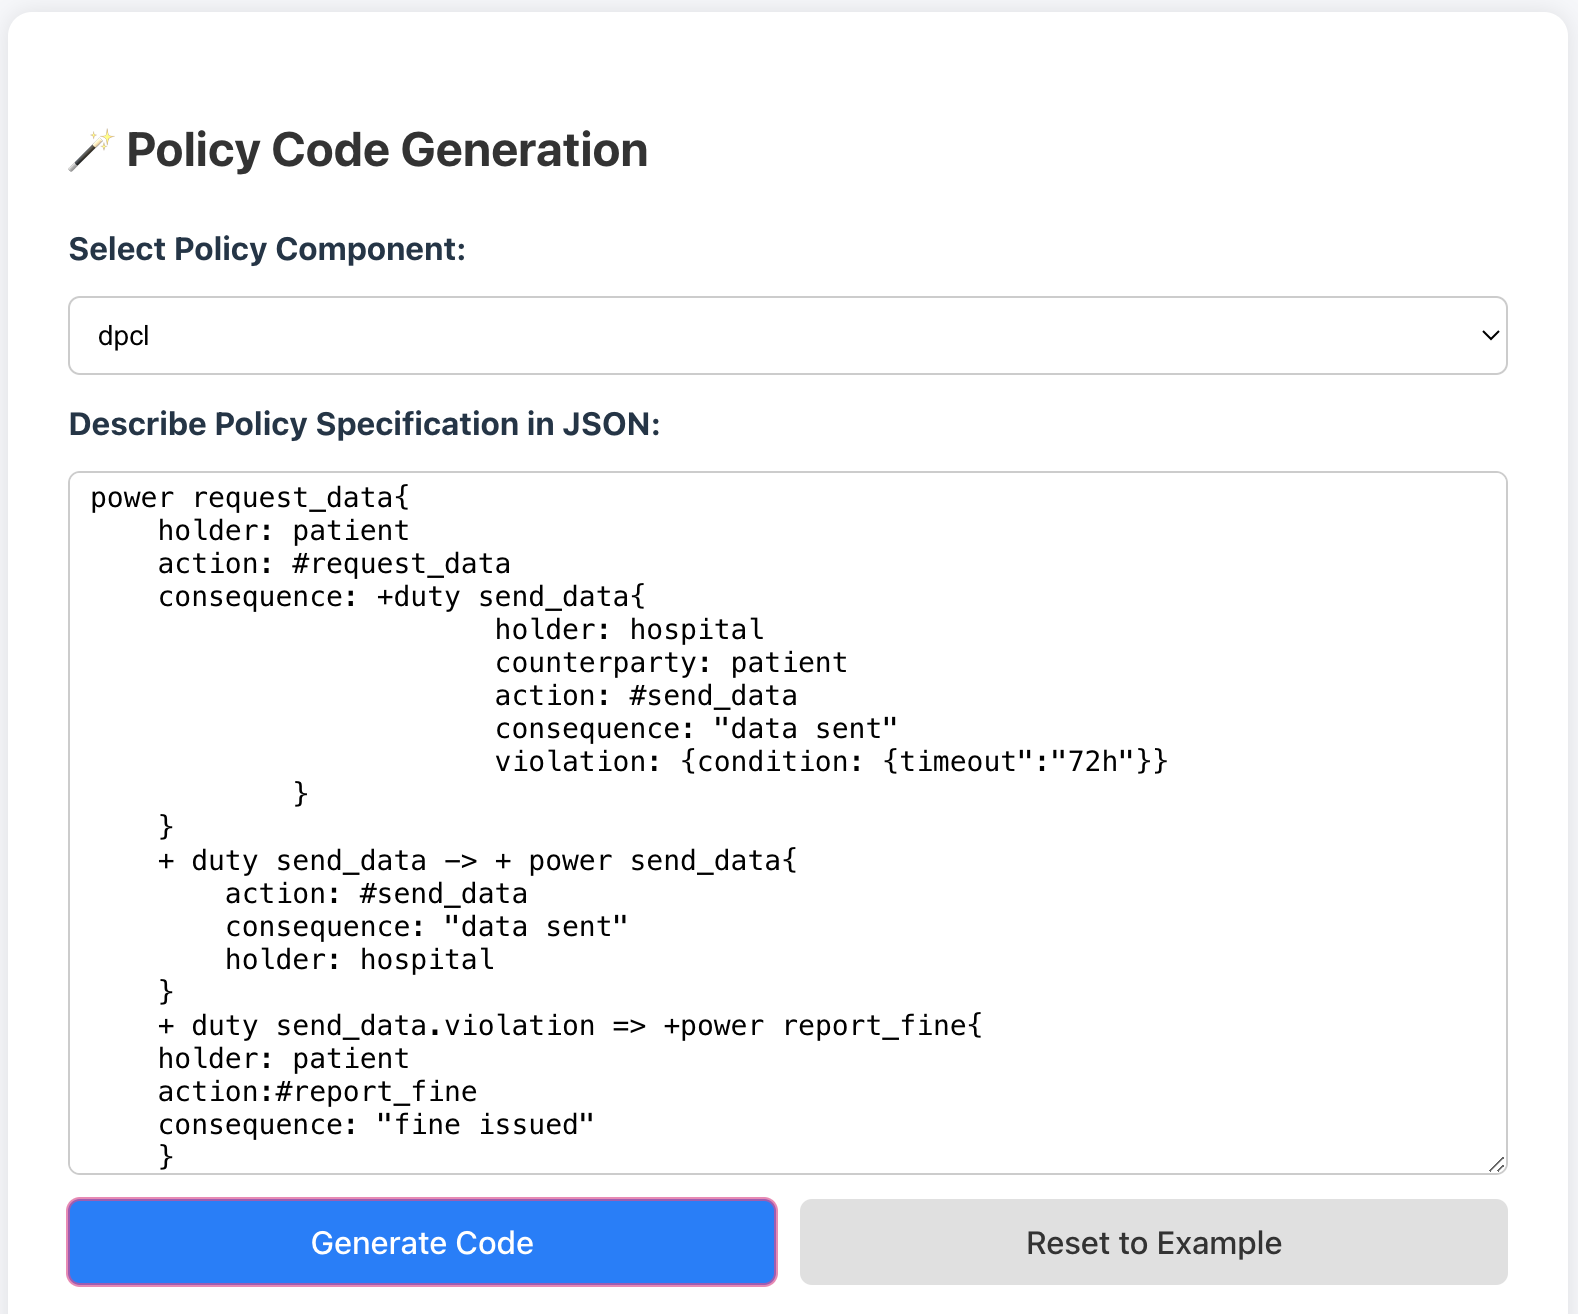 🪄 Policy Code Generation
Select Policy Component:
dpcl
Describe Policy Specification in JSON:
power request_data{
    holder: patient
    action: #request_data
    consequence: +duty send_data{
                        holder: hospital
                        counterparty: patient
                        action: #send_data
                        consequence: "data sent"
                        violation: {condition: {timeout":"72h"}}
            }
    }
    + duty send_data -> + power send_data{
        action: #send_data
        consequence: "data sent"
        holder: hospital
    }
    + duty send_data.violation => +power report_fine{
    holder: patient
    action:#report_fine
    consequence: "fine issued"
    }
Generate Code
Reset to Example